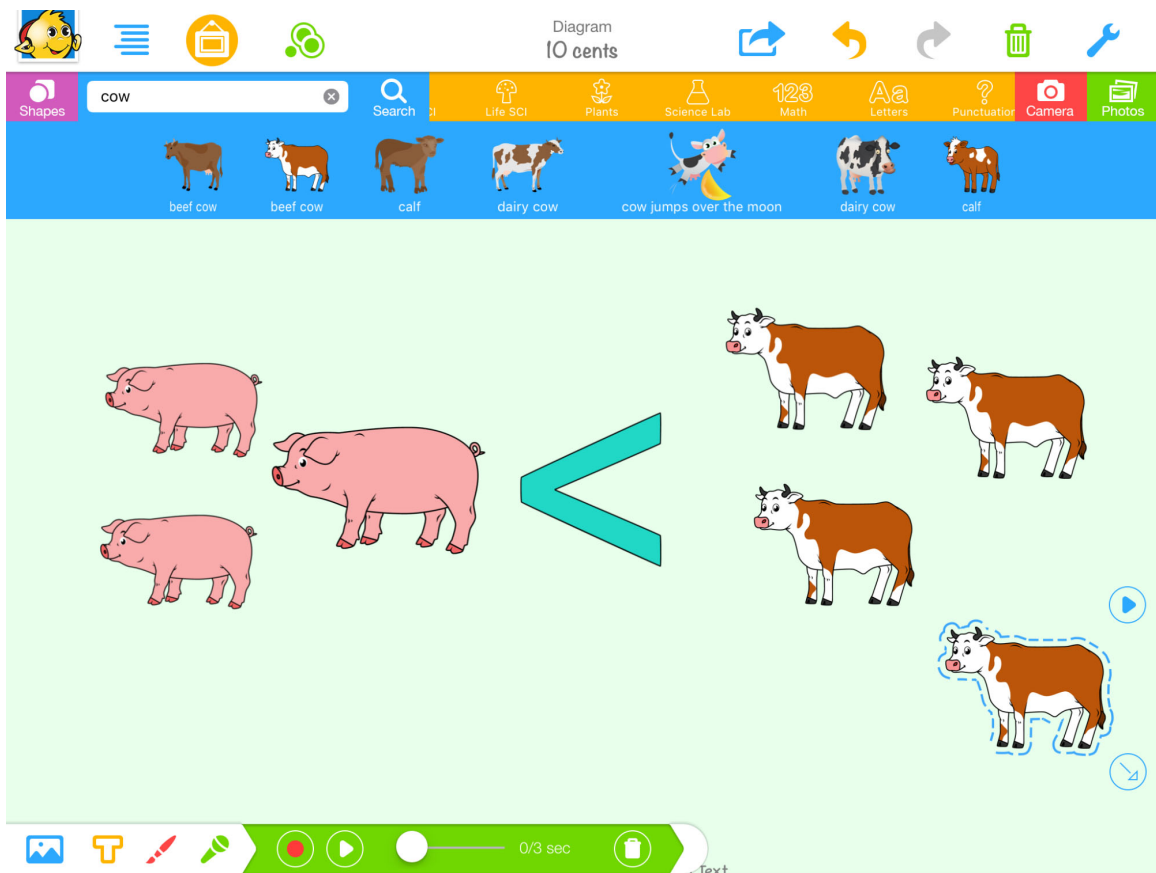 Diagram
10 cents
Shapes
cow
Search
Life SCI
Plants
Science Lab
123
Math
Aa
Letters
?
Punctuation
Camera
Photos
beef cow
beef cow
calf
dairy cow
cow jumps over the moon
dairy cow
calf
T
0/3 sec
Text